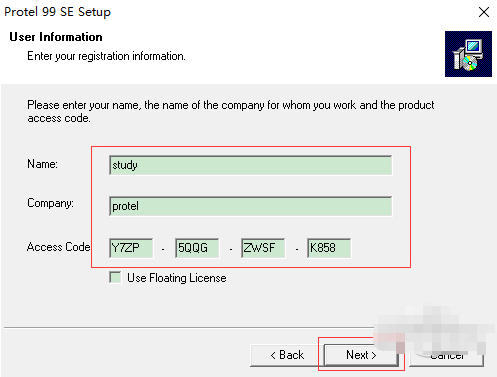 Protel 99 SE Setup
User Information
Enter your registration information.
Please enter your name, the name of the company for whom you work and the product
access code.
Name: study
Company: protel
Access Code Y7ZP - 5QQG - ZWSF - K858
Use Floating License
< Back Next > Cancel